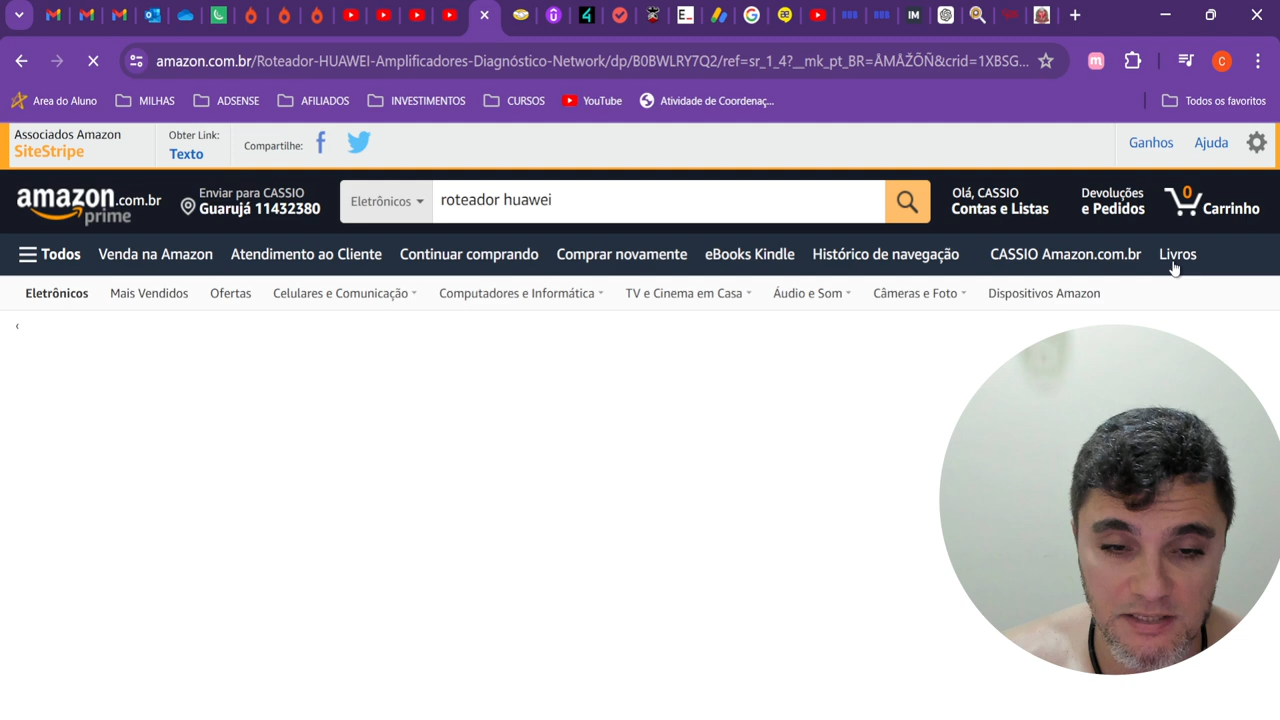 amazon.com.br/Roteador-HUAWEI-Amplificadores-Diagnóstico-Network/dp/B0BWLRY7Q2/ref=sr_1_4?__mk_pt_BR=ÅMÅŽÕÑ&crid=1XBSG...
C
Area do Aluno
MILHAS
ADSENSE
AFILIADOS
INVESTIMENTOS
CURSOS
YouTube
Atividade de Coordenaç...
Todos os favoritos
Associados Amazon
SiteStripe
Obter Link:
Texto
Compartilhe:
Ganhos
Ajuda
amazon.com.br
prime
Enviar para CASSIO
Guarujá 11432380
Eletrônicos
roteador huawei
Olá, CASSIO
Contas e Listas
Devoluções
e Pedidos
0
Carrinho
Todos
Venda na Amazon
Atendimento ao Cliente
Continuar comprando
Comprar novamente
eBooks Kindle
Histórico de navegação
CASSIO Amazon.com.br
Livros
Eletrônicos
Mais Vendidos
Ofertas
Celulares e Comunicação
Computadores e Informática
TV e Cinema em Casa
Áudio e Som
Câmeras e Foto
Dispositivos Amazon
‹